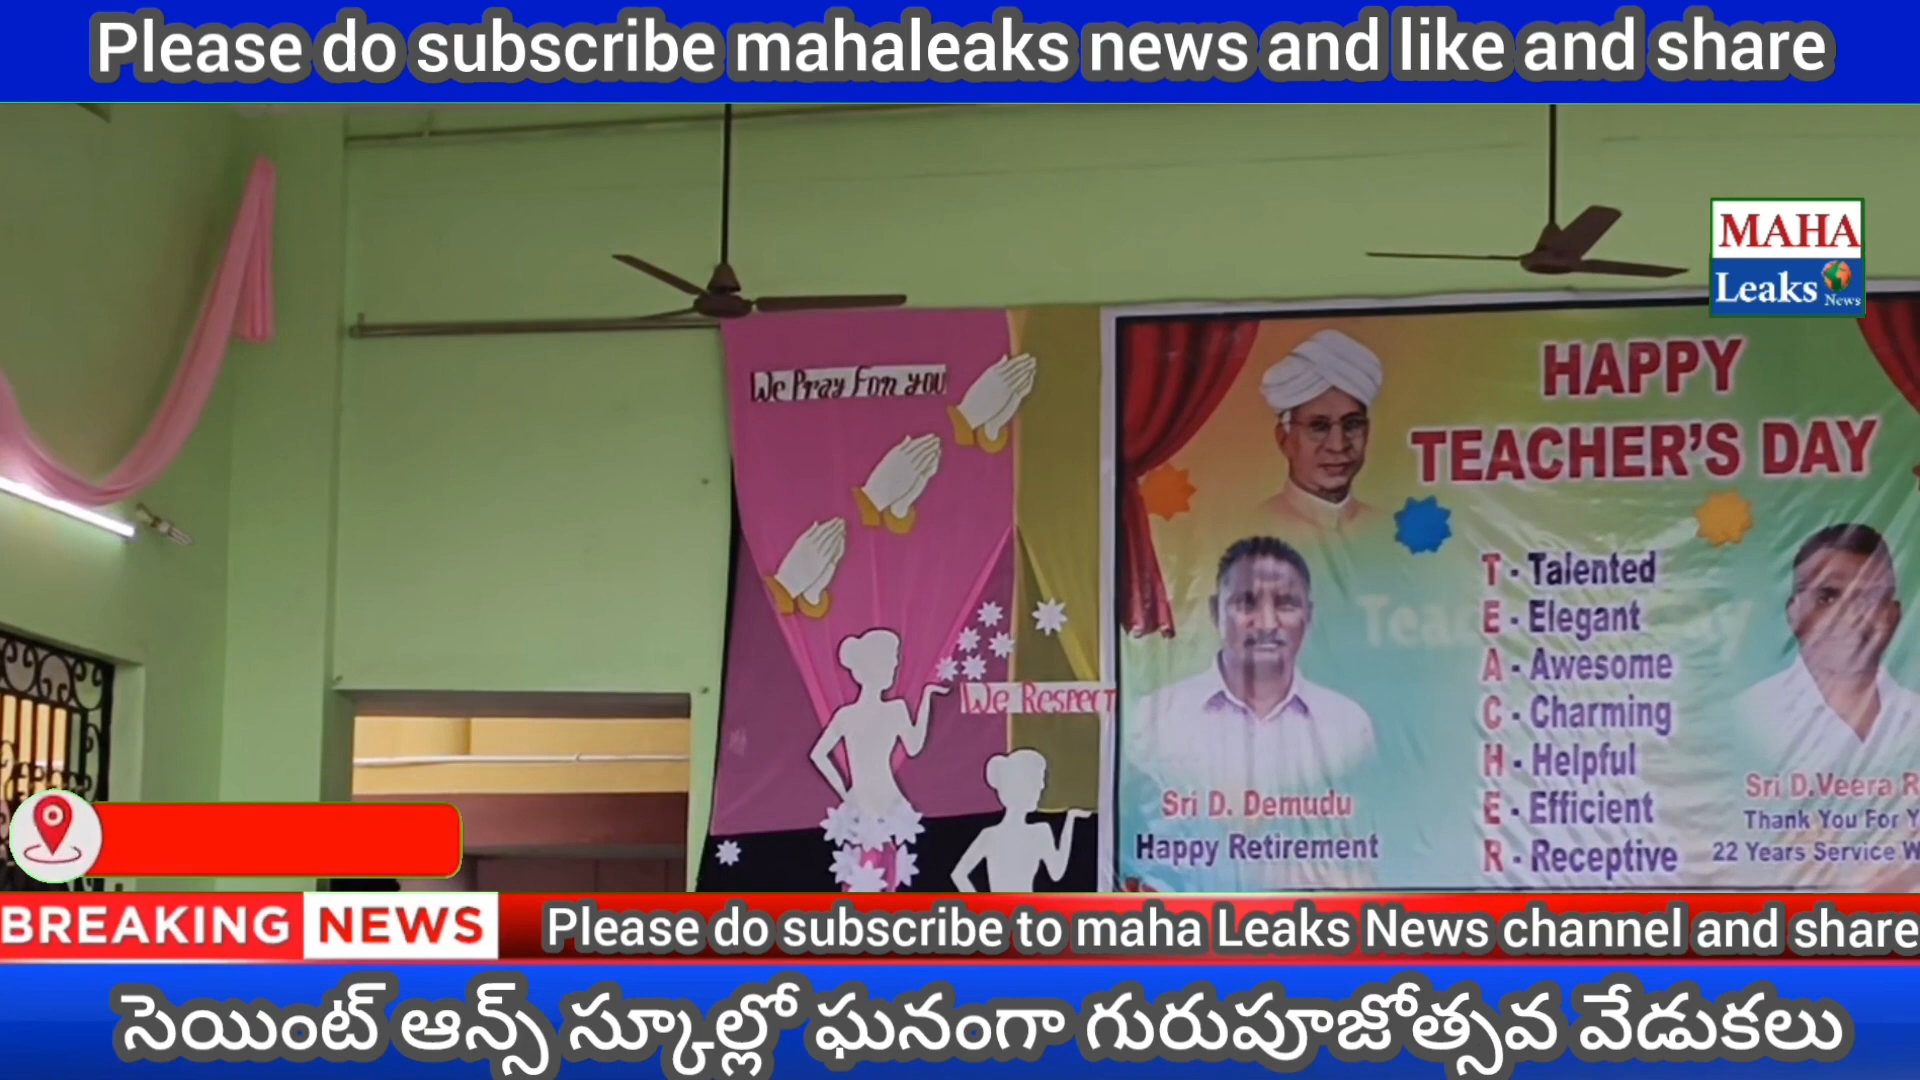 Please do subscribe mahaleaks news and like and share
MAHA
Leaks
News
We Pray For you
We Respect
HAPPY
TEACHER'S DAY
T - Talented
E - Elegant
A - Awesome
C - Charming
H - Helpful
E - Efficient
R - Receptive
Sri D. Demudu
Happy Retirement
Sri D.Veera
Thank You For
22 Years Service
BREAKING NEWS
Please do subscribe to maha Leaks News channel and share
సెయింట్ ఆన్స్ స్కూల్లో ఘనంగా గురుపూజోత్సవ వేడుకలు